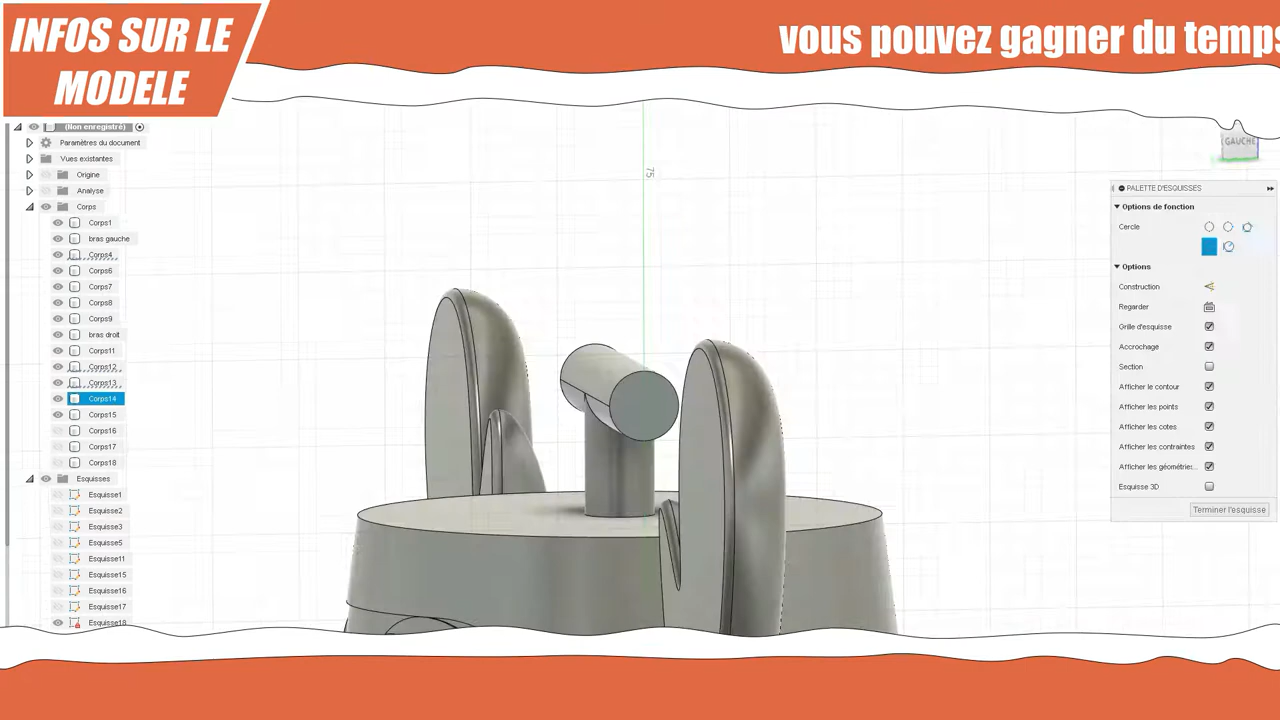 INFOS SUR LE
MODELE
vous pouvez gagner du temps
(Non enregistré)
Paramètres du document
Vues existantes
Origine
Analyse
Corps
Corps1
bras gauche
Corps4
Corps6
Corps7
Corps8
Corps9
bras droit
Corps11
Corps12
Corps13
Corps14
Corps15
Corps16
Corps17
Corps18
Esquisses
Esquisse1
Esquisse2
Esquisse3
Esquisse5
Esquisse11
Esquisse15
Esquisse16
Esquisse17
Esquisse18
75
GAUCHE
PALETTE D'ESQUISSES
Options de fonction
Cercle
Options
Construction
Regarder
Grille d'esquisse
Accrochage
Section
Afficher le contour
Afficher les points
Afficher les cotes
Afficher les contraintes
Afficher les géométrie...
Esquisse 3D
Terminer l'esquisse